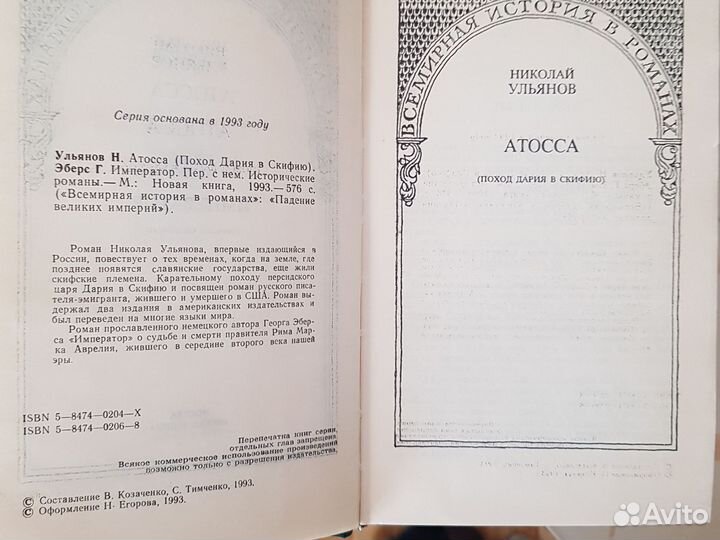 Серия основана в 1993 году
Ульянов Н. Атосса (Поход Дария в Скифию).
Эберс Г. Император. Пер. с нем. Исторические
романы.— М.: Новая книга, 1993.— 576 с.
(«Всемирная история в романах»: «Падение
великих империй»).
Роман Николая Ульянова, впервые издающийся в
России, повествует о тех временах, когда на земле, где
позднее появятся славянские государства, еще жили
скифские племена. Карательному походу персидского
царя Дария в Скифию и посвящен роман русского писа-
теля-эмигранта, жившего и умершего в США. Роман вы-
держал два издания в американских издательствах и
был переведен на многие языки мира.
Роман прославленного немецкого автора Георга Эбер-
са «Император» о судьбе и смерти правителя Рима Мар-
ка Аврелия, жившего в середине второго века нашей
эры.
ISBN 5—8474—0204—X
ISBN 5—8474—0206—8
Перепечатка книг серии,
отдельных глав запрещена.
Всякое коммерческое использование произведений
возможно только с разрешения издательства.
© Составление В. Козаченко, С. Тимченко, 1993.
© Оформление Н. Егорова, 1993.
ВСЕМИРНАЯ ИСТОРИЯ В РОМАНАХ
НИКОЛАЙ
УЛЬЯНОВ
АТОССА
(ПОХОД ДАРИЯ В СКИФИЮ)
Avito